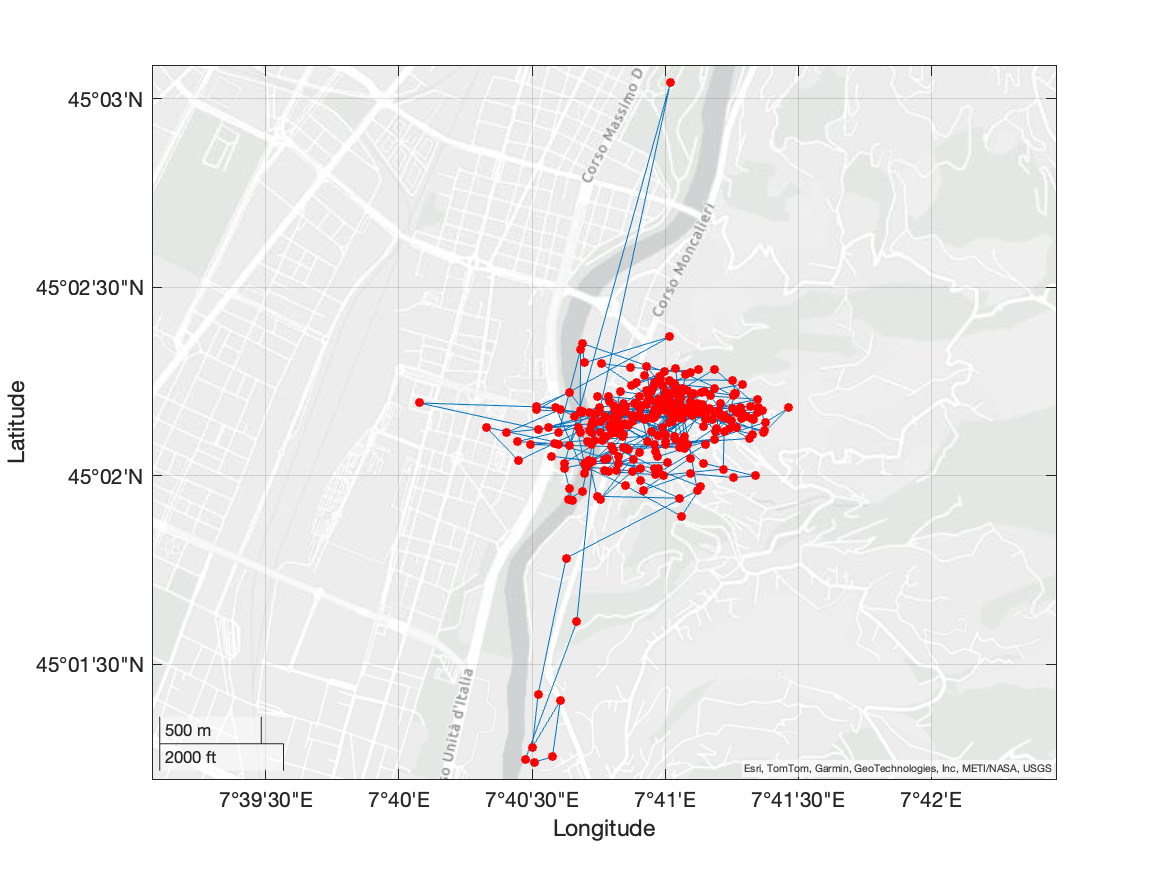 Latitude
45°03'N
45°02'30"N
45°02'N
45°01'30"N
Corso Massimo D
Corso Moncalieri
so Unità d'Italia
500 m
2000 ft
Esri, TomTom, Garmin, GeoTechnologies, Inc, METI/NASA, USGS
7°39'30"E 7°40'E 7°40'30"E 7°41'E 7°41'30"E 7°42'E
Longitude